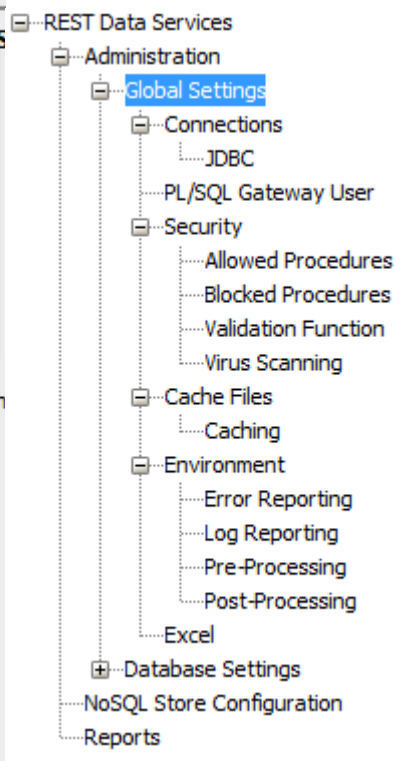 REST Data Services
Administration
Global Settings
Connections
JDBC
PL/SQL Gateway User
Security
Allowed Procedures
Blocked Procedures
Validation Function
Virus Scanning
Cache Files
Caching
Environment
Error Reporting
Log Reporting
Pre-Processing
Post-Processing
Excel
Database Settings
NoSQL Store Configuration
Reports